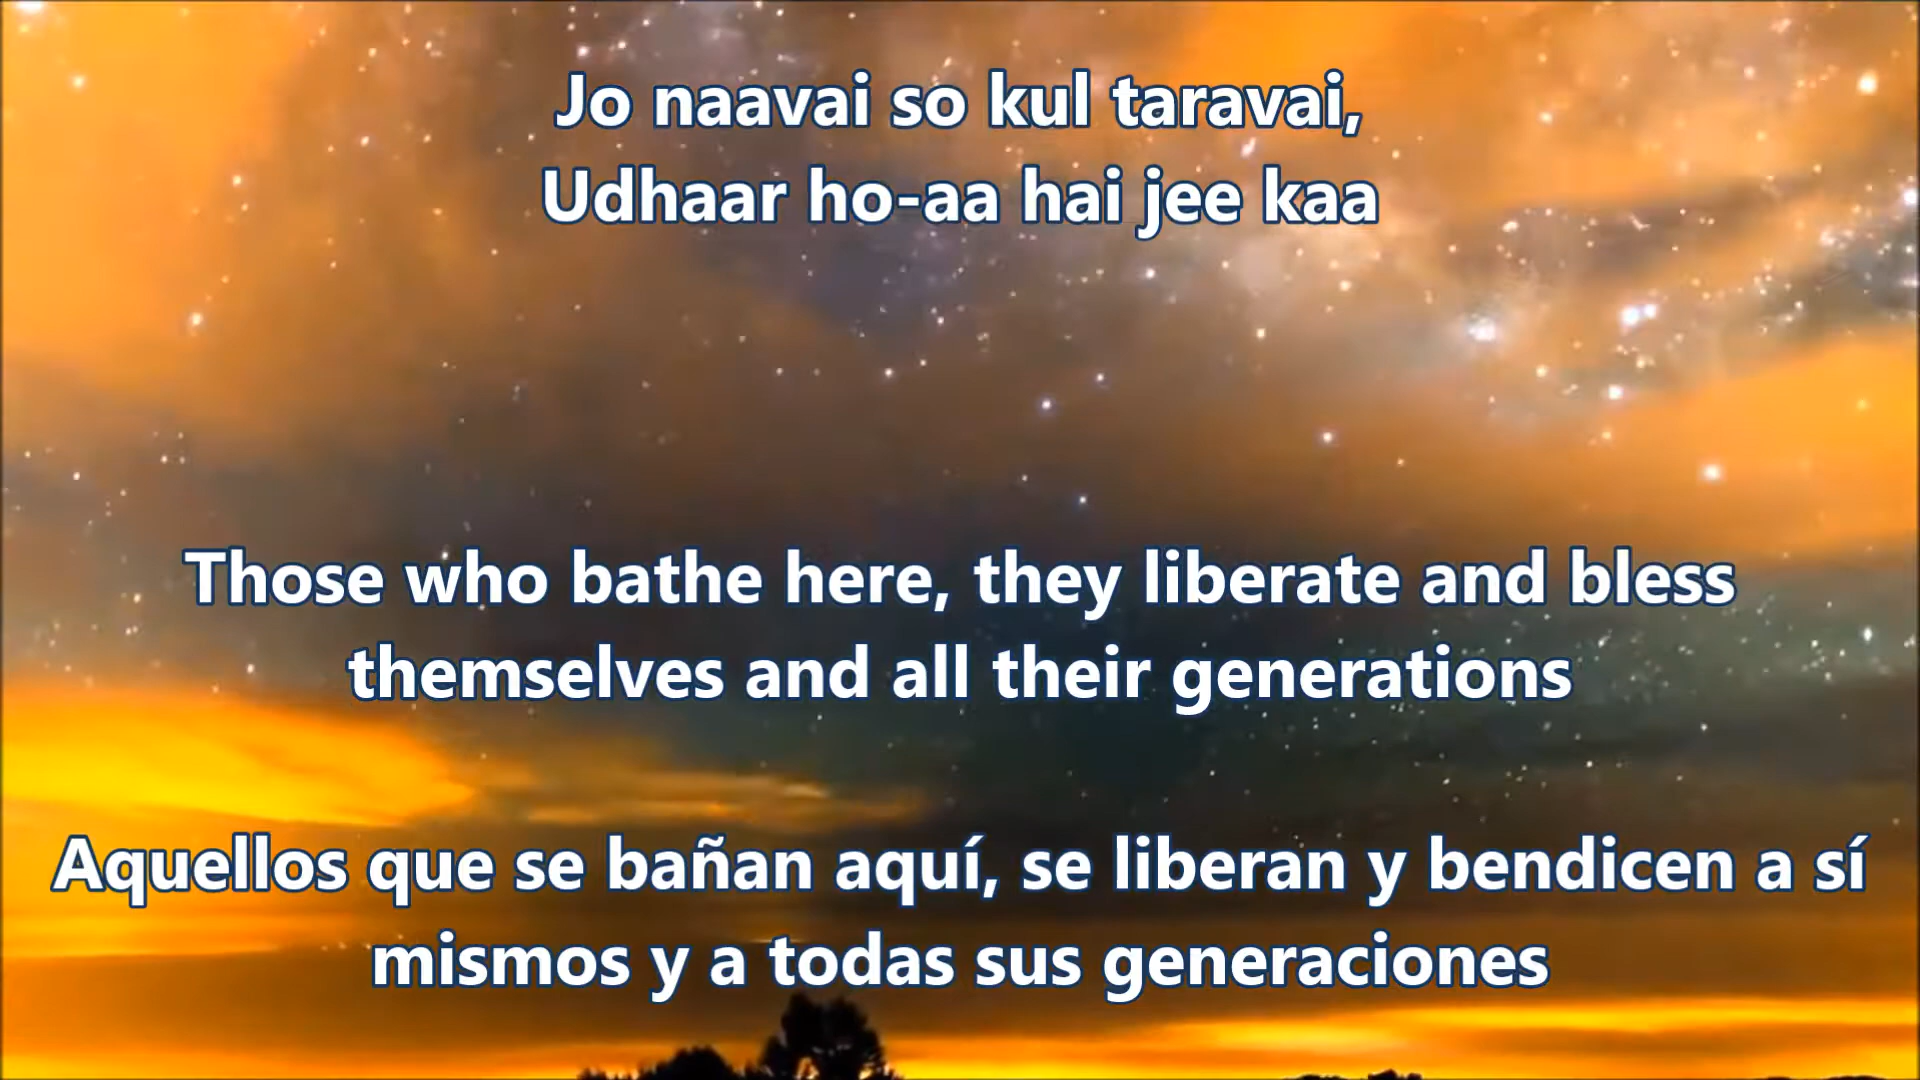 Jo naavai so kul taravai,
Udhaar ho-aa hai jee kaa
Those who bathe here, they liberate and bless
themselves and all their generations
Aquellos que se bañan aquí, se liberan y bendicen a sí
mismos y a todas sus generaciones